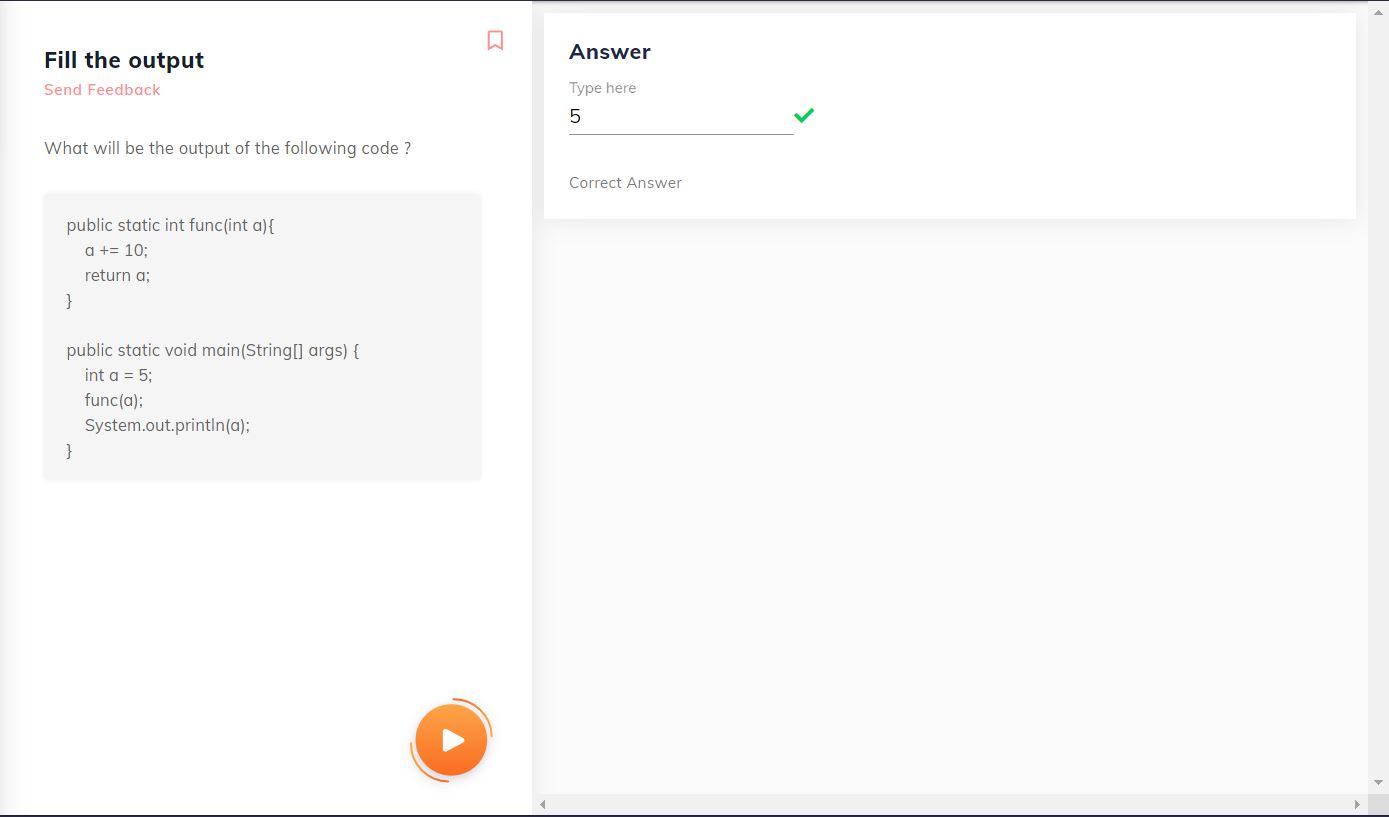 Fill the output
Send Feedback
What will be the output of the following code ?
public static int func(int a){
    a += 10;
    return a;
}

public static void main(String[] args) {
    int a = 5;
    func(a);
    System.out.println(a);
}
Answer
Type here
5
Correct Answer